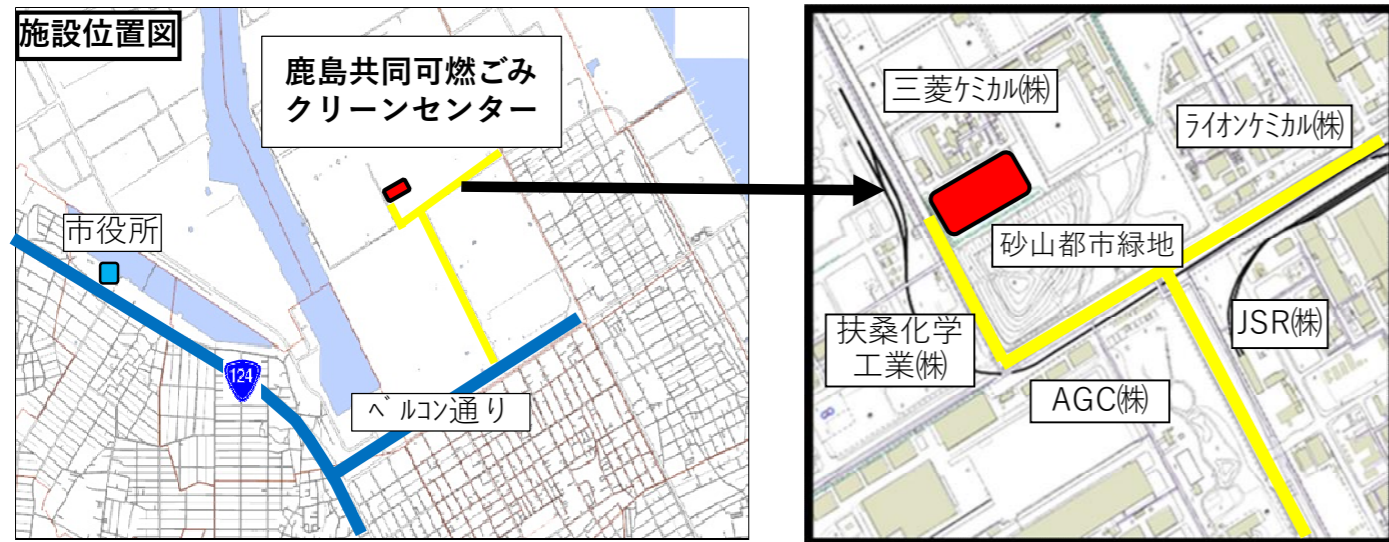 施設位置図
鹿島共同可燃ごみ
クリーンセンター
市役所
124
ベルコン通り
三菱ケミカル㈱
ライオンケミカル㈱
砂山都市緑地
扶桑化学
工業㈱
JSR㈱
AGC㈱